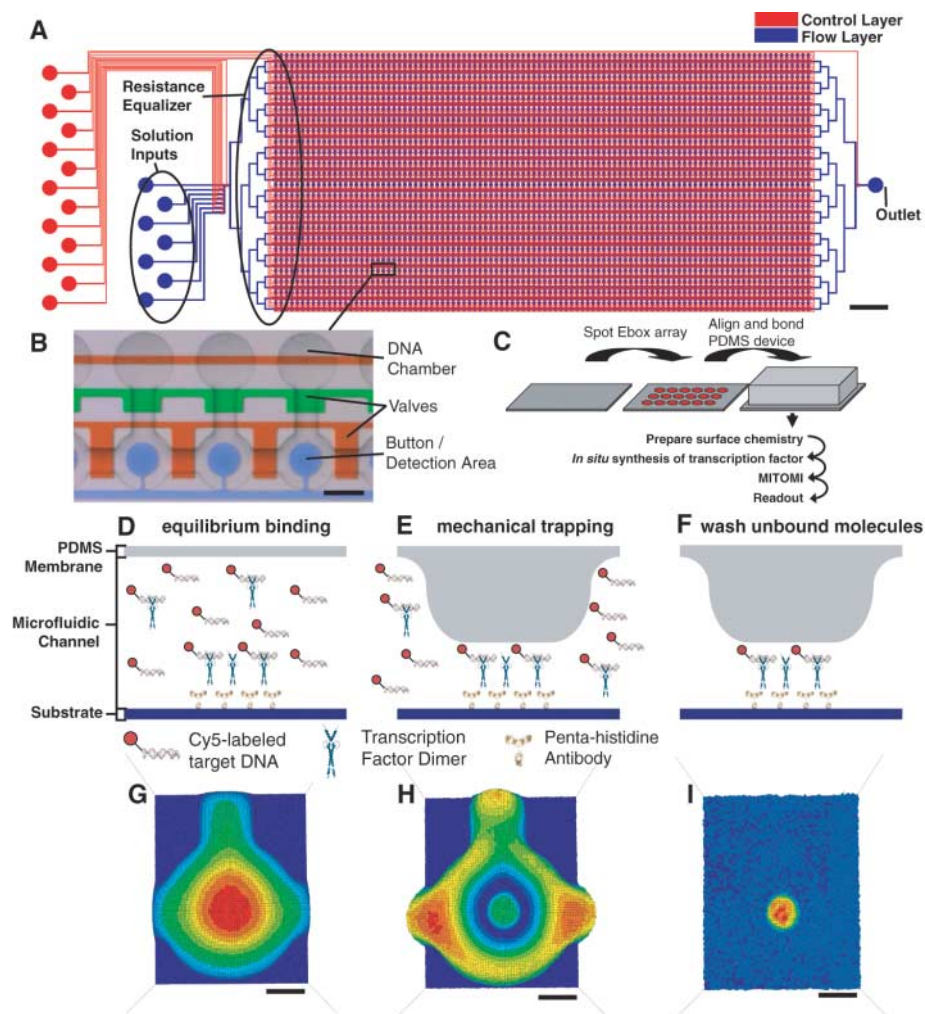 A
Control Layer
Flow Layer
Resistance
Equalizer
Solution
Inputs
Outlet
B
DNA
Chamber
Valves
Button /
Detection Area
C
Spot Ebox array
Align and bond
PDMS device
Prepare surface chemistry
In situ synthesis of transcription factor
MITOMI
Readout
D equilibrium binding
E mechanical trapping
F wash unbound molecules
PDMS
Membrane
Microfluidic
Channel
Substrate
Cy5-labeled
target DNA
Transcription
Factor Dimer
Penta-histidine
Antibody
G
H
I